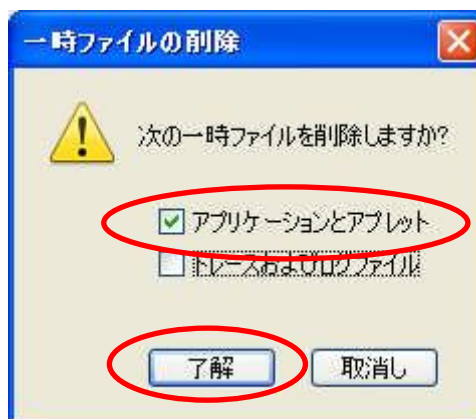 一時ファイルの削除
次の一時ファイルを削除しますか?
アプリケーションとアプレット
トレースおよびログファイル
了解
取消し